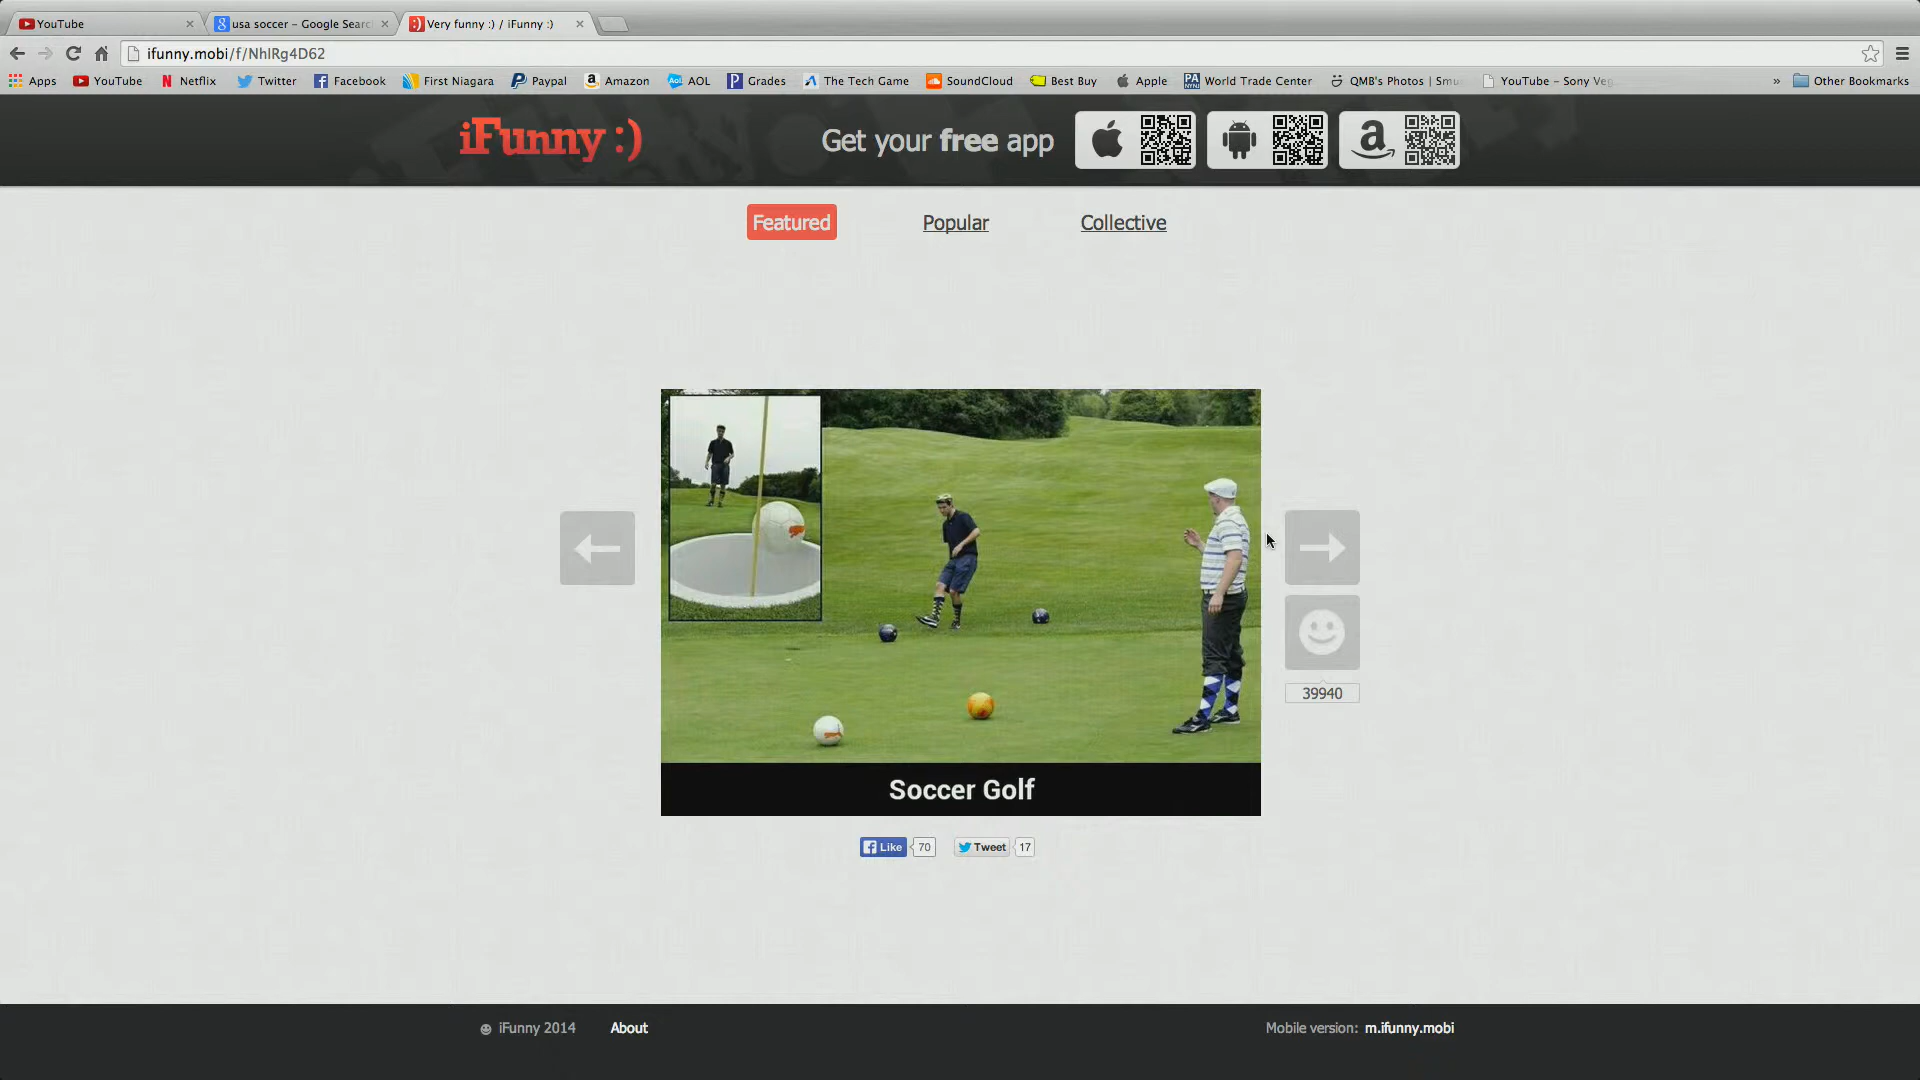 YouTube
usa soccer - Google Searc
Very funny :) / iFunny :)
ifunny.mobi/f/NhlRg4D62
Apps YouTube Netflix Twitter Facebook First Niagara Paypal Amazon AOL Grades The Tech Game SoundCloud Best Buy Apple World Trade Center QMB's Photos | Smu YouTube - Sony Veg » Other Bookmarks
iFunny :)
Get your free app
Featured Popular Collective
39940
Soccer Golf
Like 70 Tweet 17
iFunny 2014 About Mobile version: m.ifunny.mobi